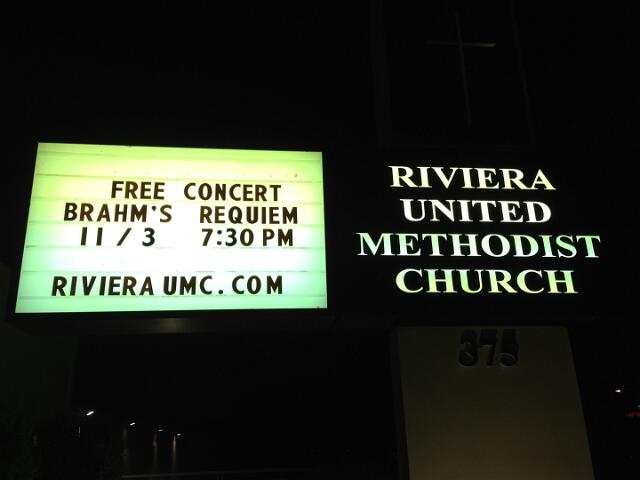 FREE CONCERT
BRAHM'S REQUIEM
11/3 7:30 PM
RIVIERA UMC.COM
RIVIERA
UNITED
METHODIST
CHURCH
375